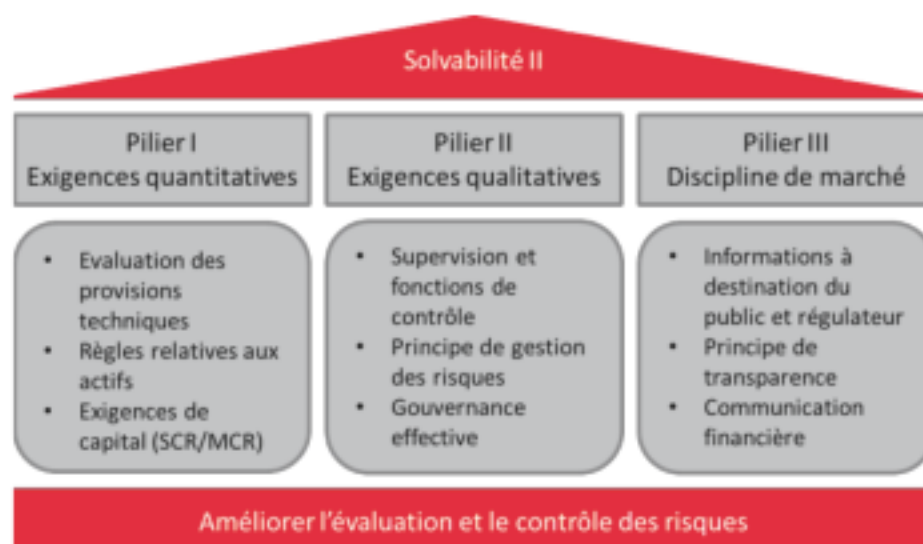 Solvabilité II
Pilier I
Exigences quantitatives
Pilier II
Exigences qualitatives
Pilier III
Discipline de marché
• Evaluation des
provisions
techniques
• Règles relatives aux
actifs
• Exigences de
capital (SCR/MCR)
• Supervision et
fonctions de
contrôle
• Principe de gestion
des risques
• Gouvernance
effective
• Informations à
destination du
public et régulateur
• Principe de
transparence
• Communication
financière
Améliorer l'évaluation et le contrôle des risques